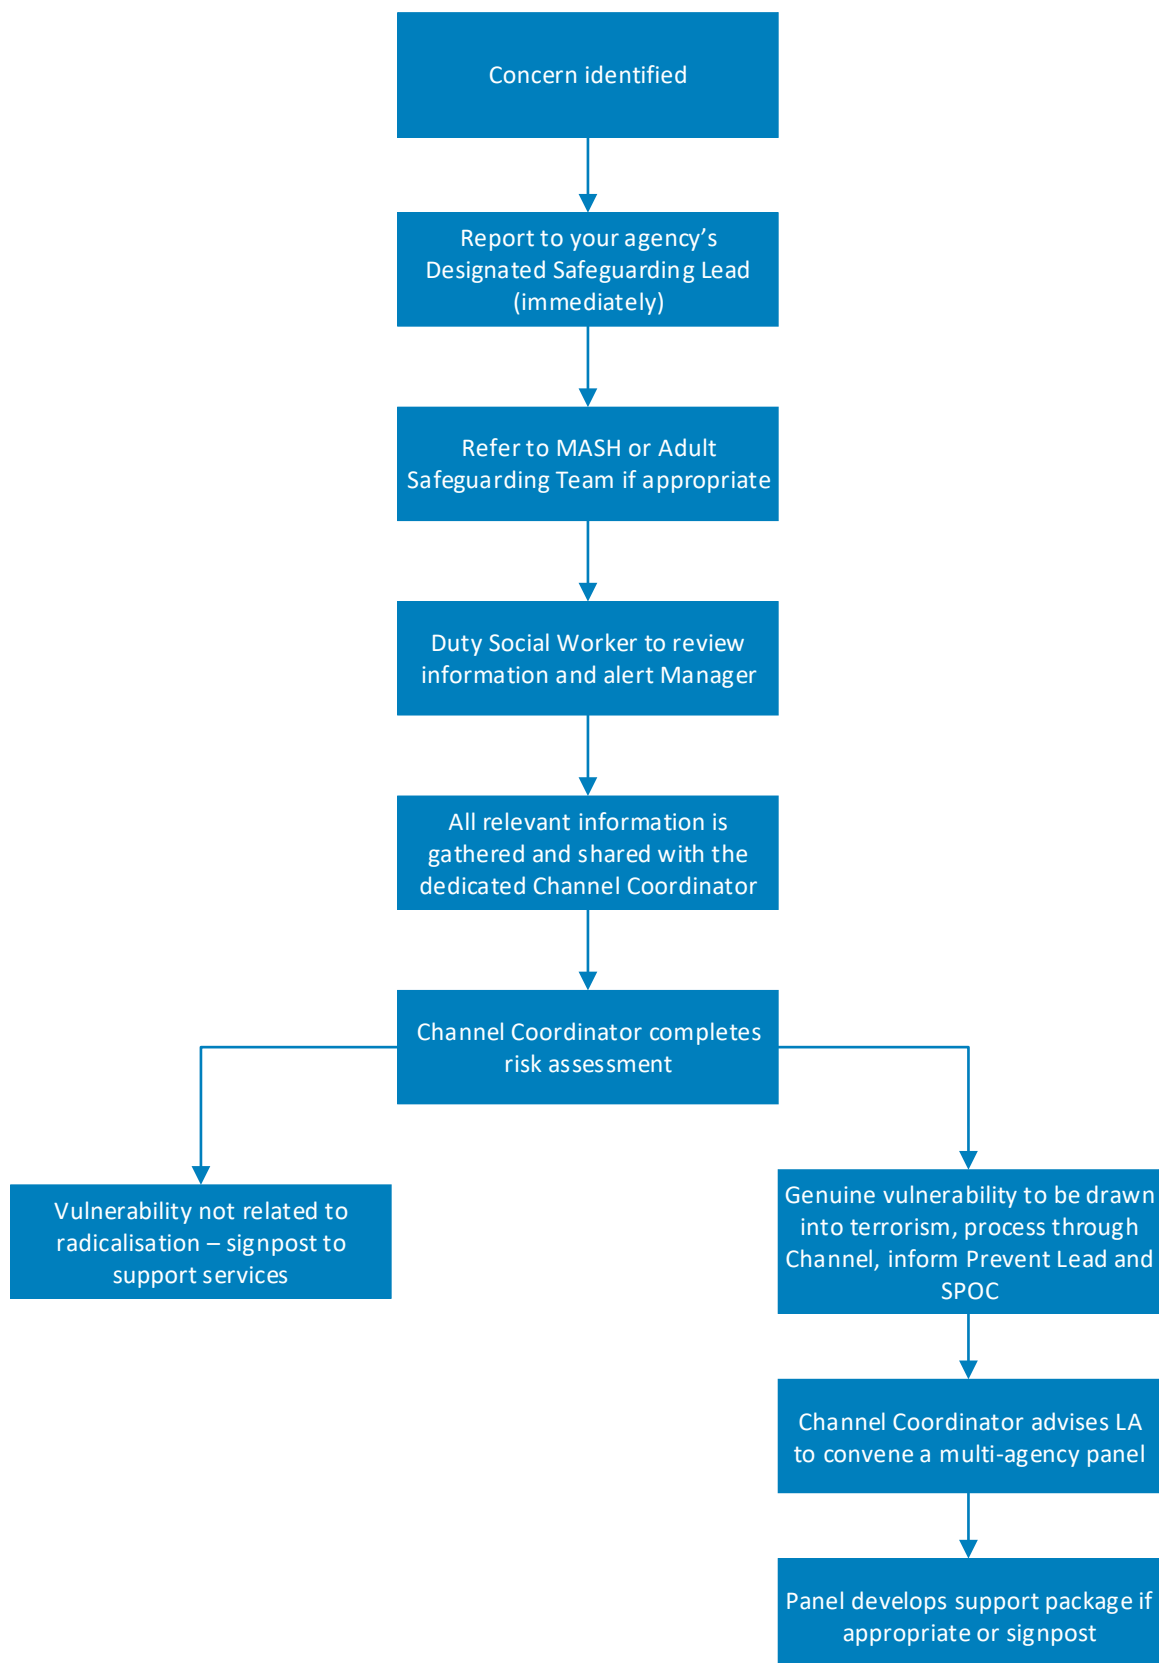 Concern identified
Report to your agency’s
Designated Safeguarding Lead
(immediately)
Refer to MASH or Adult
Safeguarding Team if appropriate
Duty Social Worker to review
information and alert Manager
All relevant information is
gathered and shared with the
dedicated Channel Coordinator
Channel Coordinator completes
risk assessment
Vulnerability not related to
radicalisation – signpost to
support services
Genuine vulnerability to be drawn
into terrorism, process through
Channel, inform Prevent Lead and
SPOC
Channel Coordinator advises LA
to convene a multi-agency panel
Panel develops support package if
appropriate or signpost